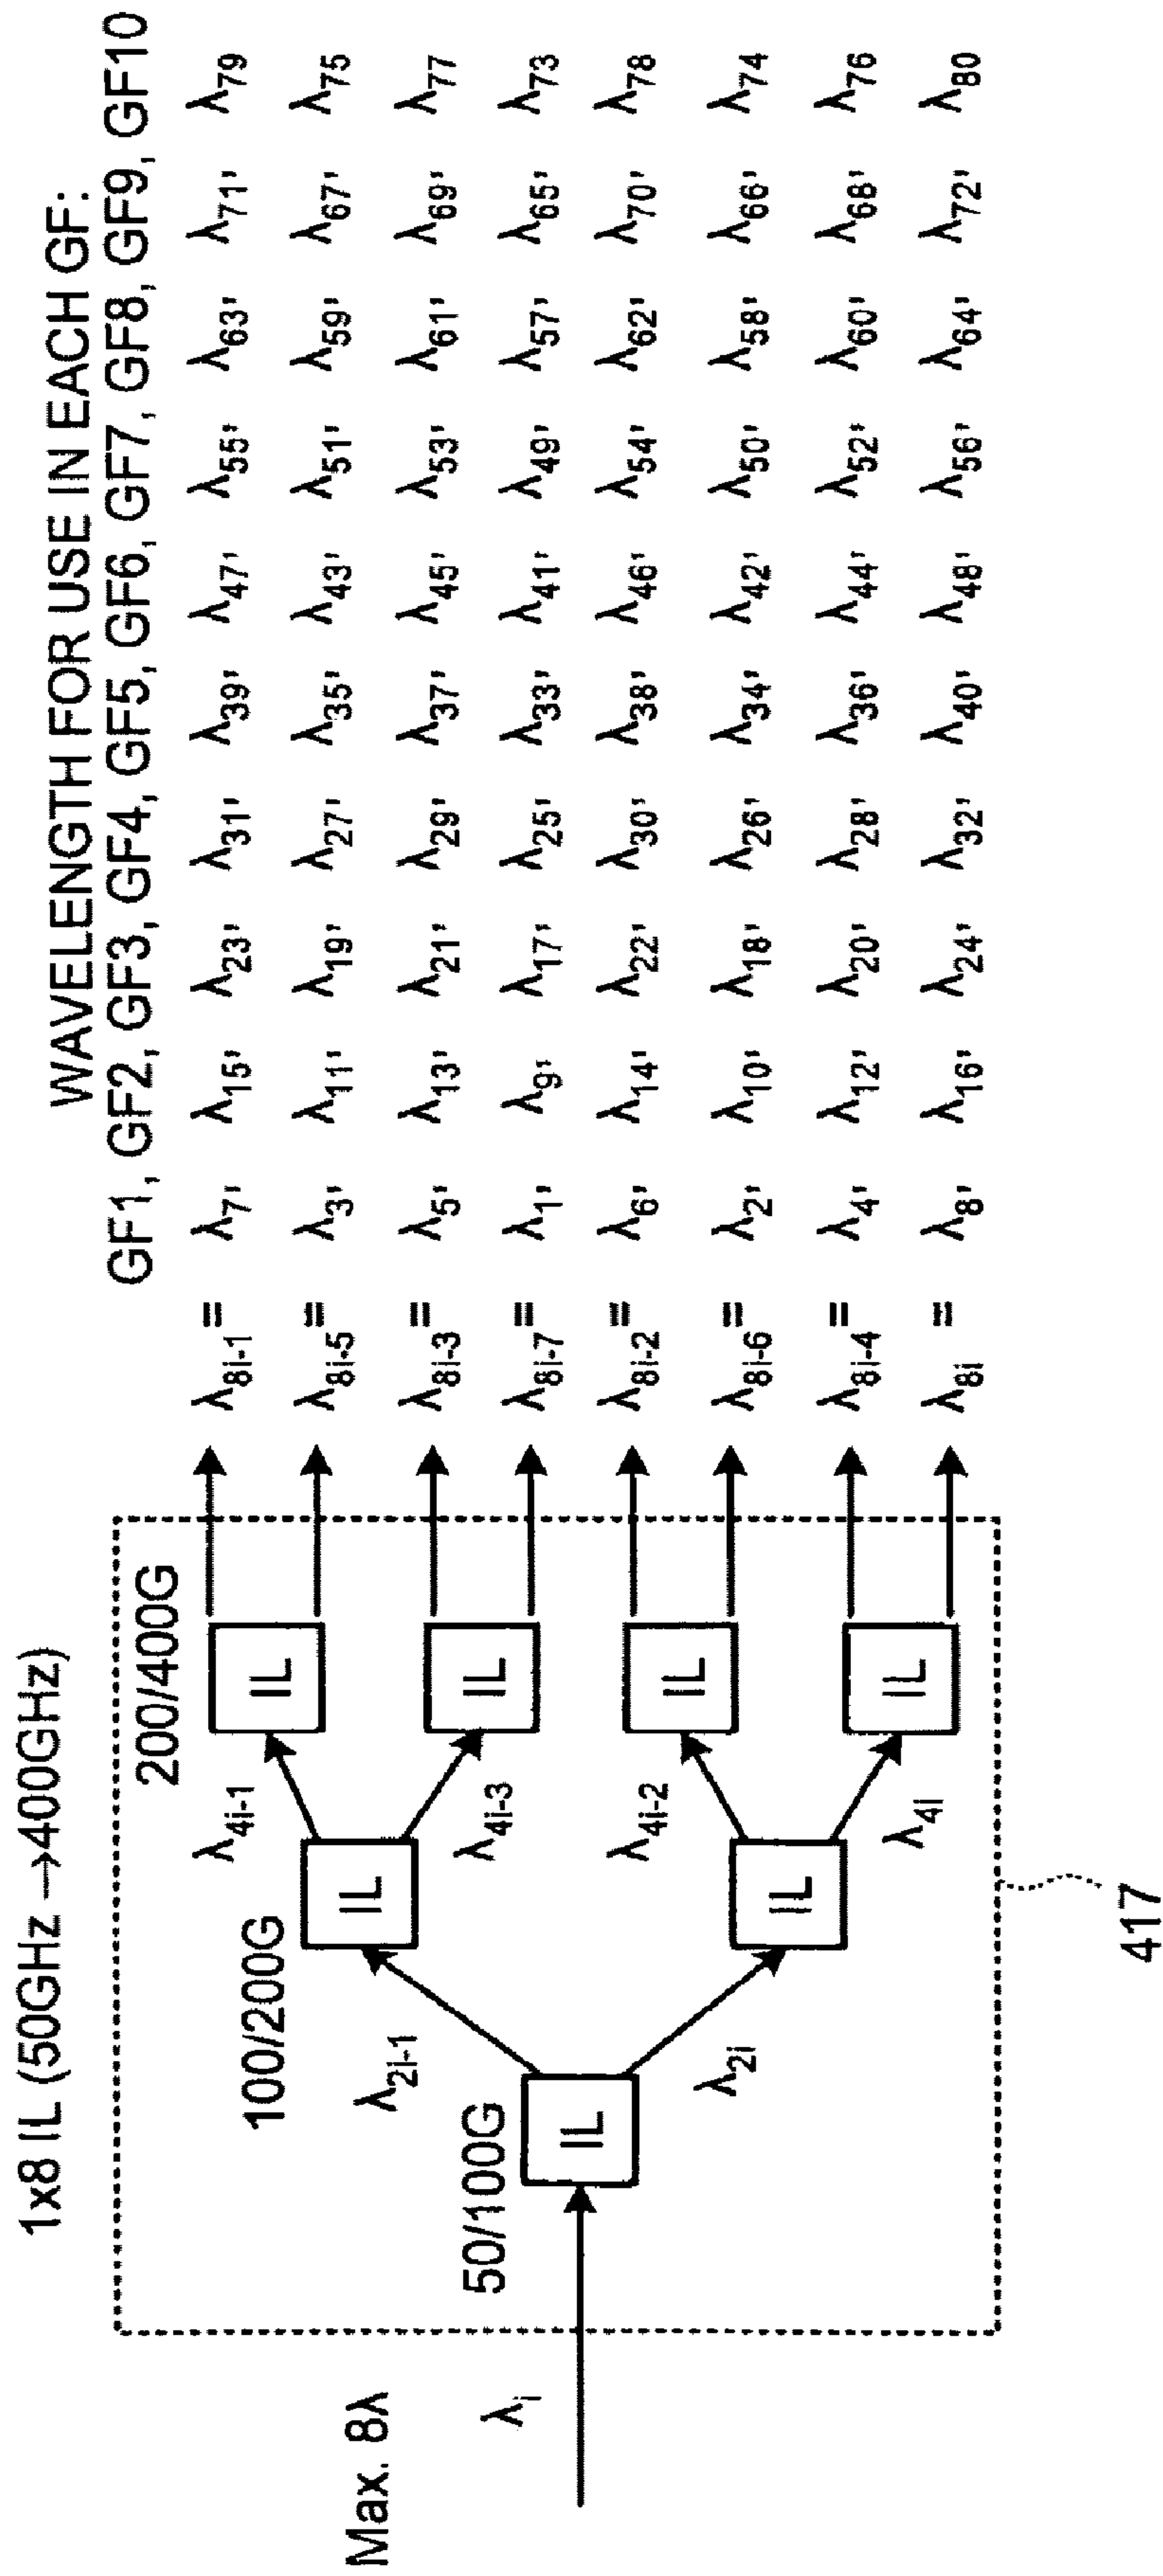 1x8 IL (50GHz →400GHz)
WAVELENGTH FOR USE IN EACH GF:
GF1, GF2, GF3, GF4, GF5, GF6, GF7, GF8, GF9, GF10
200/400G
100/200G
50/100G
Max. 8λ
λi
λ2i-1
λ2i
λ4i-1
λ4i-3
λ4i-2
λ4i
IL
IL
IL
IL
IL
IL
IL
λ8i-1 = λ7, λ15, λ23, λ31, λ39, λ47, λ55, λ63, λ71, λ79
λ8i-5 = λ3, λ11, λ19, λ27, λ35, λ43, λ51, λ59, λ67, λ75
λ8i-3 = λ5, λ13, λ21, λ29, λ37, λ45, λ53, λ61, λ69, λ77
λ8i-7 = λ1, λ9, λ17, λ25, λ33, λ41, λ49, λ57, λ65, λ73
λ8i-2 = λ6, λ14, λ22, λ30, λ38, λ46, λ54, λ62, λ70, λ78
λ8i-6 = λ2, λ10, λ18, λ26, λ34, λ42, λ50, λ58, λ66, λ74
λ8i-4 = λ4, λ12, λ20, λ28, λ36, λ44, λ52, λ60, λ68, λ76
λ8i = λ8, λ16, λ24, λ32, λ40, λ48, λ56, λ64, λ72, λ80
417